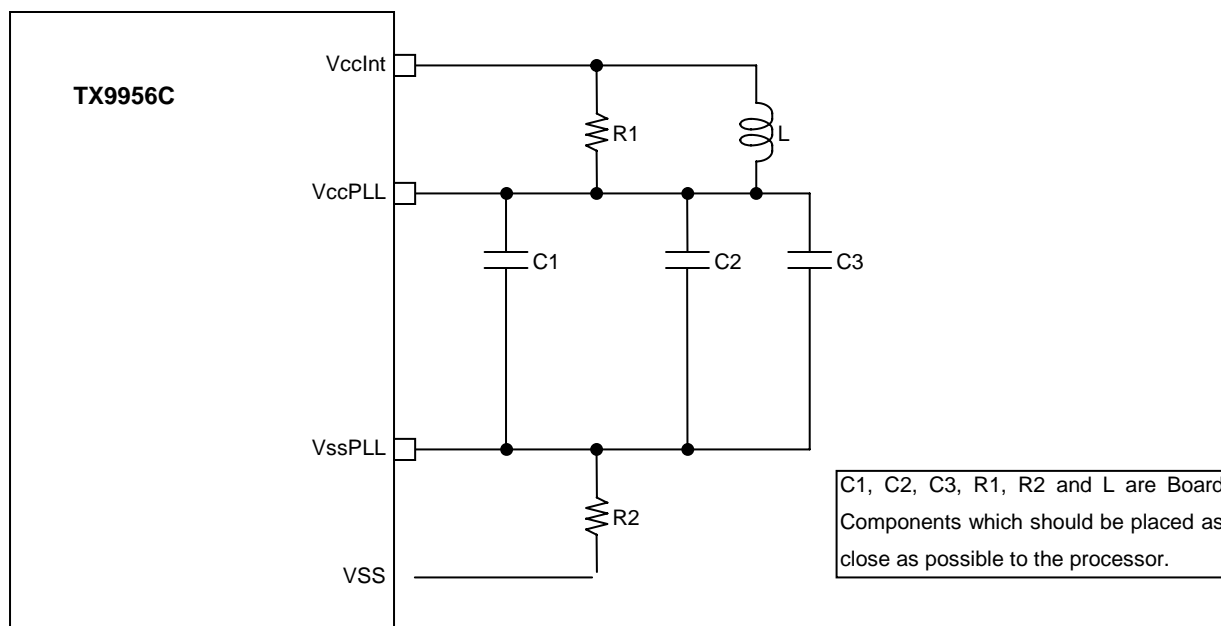 VccInt
TX9956C
R1
L
VccPLL
C1
C2
C3
VssPLL
R2
VSS
C1, C2, C3, R1, R2 and L are Board
Components which should be placed as
close as possible to the processor.